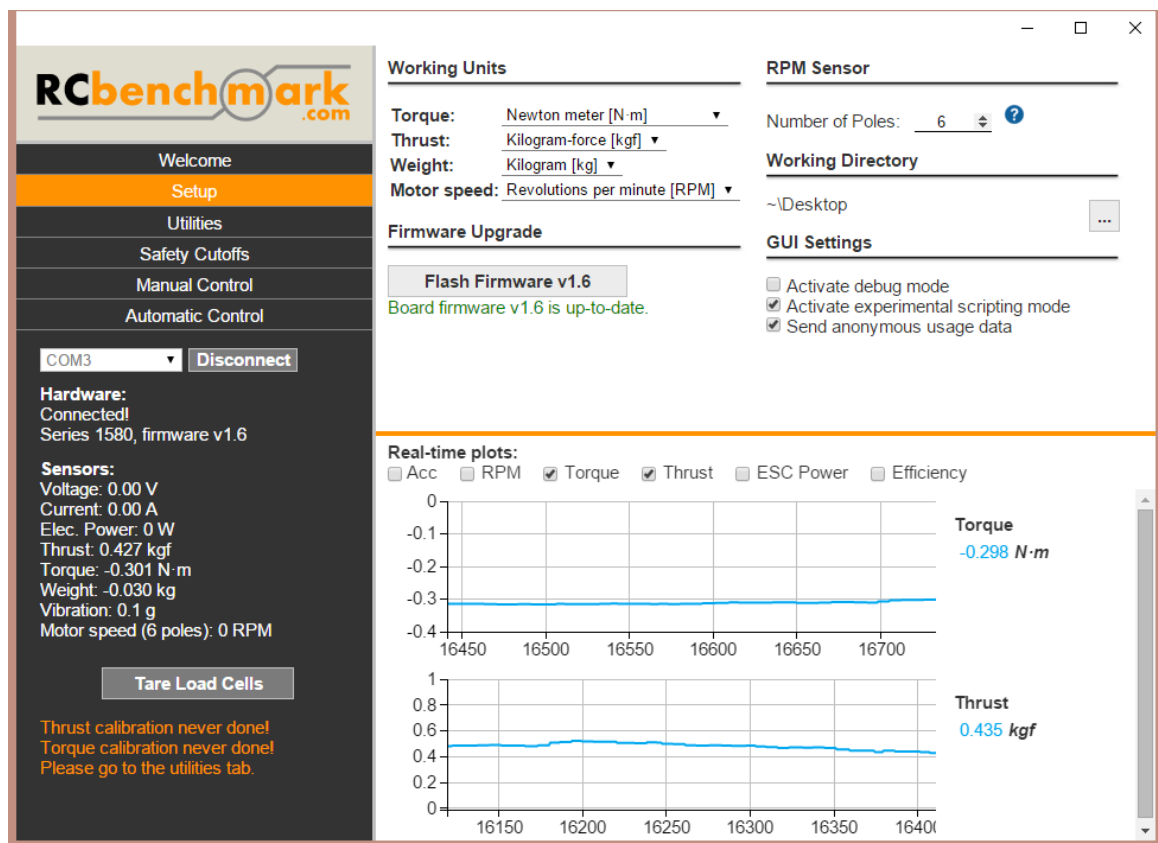 RCbenchmark
.com
Welcome
Setup
Utilities
Safety Cutoffs
Manual Control
Automatic Control
COM3 Disconnect
Hardware:
Connected!
Series 1580, firmware v1.6
Sensors:
Voltage: 0.00 V
Current: 0.00 A
Elec. Power: 0 W
Thrust: 0.427 kgf
Torque: -0.301 N·m
Weight: -0.030 kg
Vibration: 0.1 g
Motor speed (6 poles): 0 RPM
Tare Load Cells
Thrust calibration never done!
Torque calibration never done!
Please go to the utilities tab.
Working Units
Torque: Newton meter [N·m]
Thrust: Kilogram-force [kgf]
Weight: Kilogram [kg]
Motor speed: Revolutions per minute [RPM]
Firmware Upgrade
Flash Firmware v1.6
Board firmware v1.6 is up-to-date.
RPM Sensor
Number of Poles: 6 ?
Working Directory
~\Desktop
...
GUI Settings
Activate debug mode
Activate experimental scripting mode
Send anonymous usage data
Real-time plots:
Acc RPM Torque Thrust ESC Power Efficiency
0
-0.1
-0.2
-0.3
-0.4
16450 16500 16550 16600 16650 16700
Torque
-0.298 N·m
1
0.8
0.6
0.4
0.2
0
16150 16200 16250 16300 16350 16400
Thrust
0.435 kgf